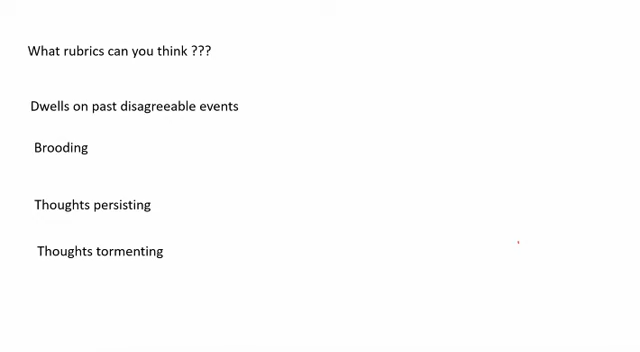 What rubrics can you think ???
Dwells on past disagreeable events
Brooding
Thoughts persisting
Thoughts tormenting